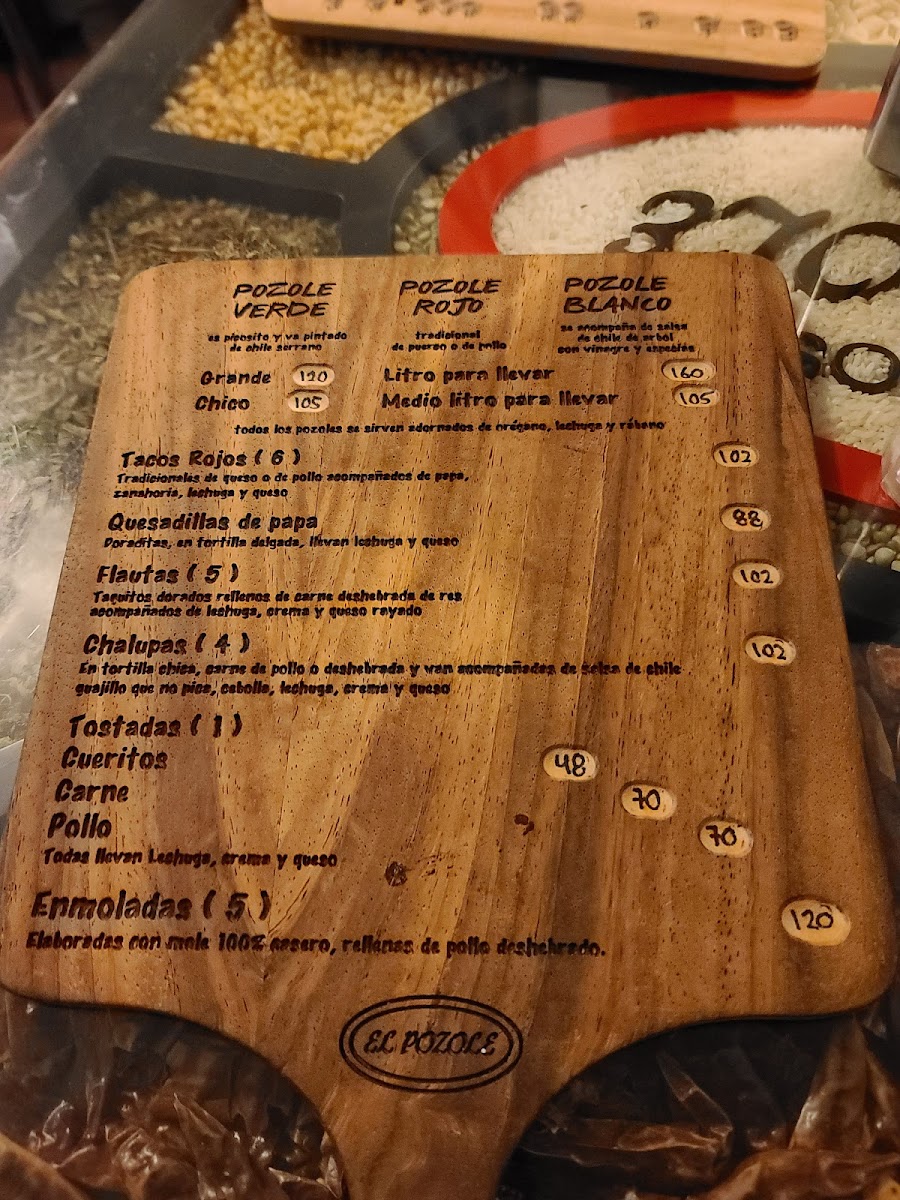 POZOLE VERDE
es picosito y va pintado
de chile serrano
POZOLE ROJO
tradicional
de puerco o de pollo
POZOLE BLANCO
se acompaña de salsa
de chile de arbol
con vinagre y especias
Grande 120
Litro para llevar 160
Chico 105
Medio litro para llevar 105
todos los pozoles se sirven adornados de orégano, lechuga y rábano
Tacos Rojos ( 6 ) 102
Tradicionales de queso o de pollo acompañados de papa,
zanahoria, lechuga y queso
Quesadillas de papa 88
Doraditas, en tortilla delgada, llevan lechuga y queso
Flautas ( 5 ) 102
Taquitos dorados rellenos de carne deshebrada de res
acompañados de lechuga, crema y queso rayado
Chalupas ( 4 ) 102
En tortilla chica, carne de pollo o deshebrada y van acompañadas de salsa de chile
guajillo que no pica, cebolla, lechuga, crema y queso
Tostadas ( 1 )
Cueritos 48
Carne 70
Pollo 70
Todas llevan Lechuga, crema y queso
Enmoladas ( 5 ) 120
Elaboradas con mole 100% casero, rellenas de pollo deshebrado.
EL POZOLE